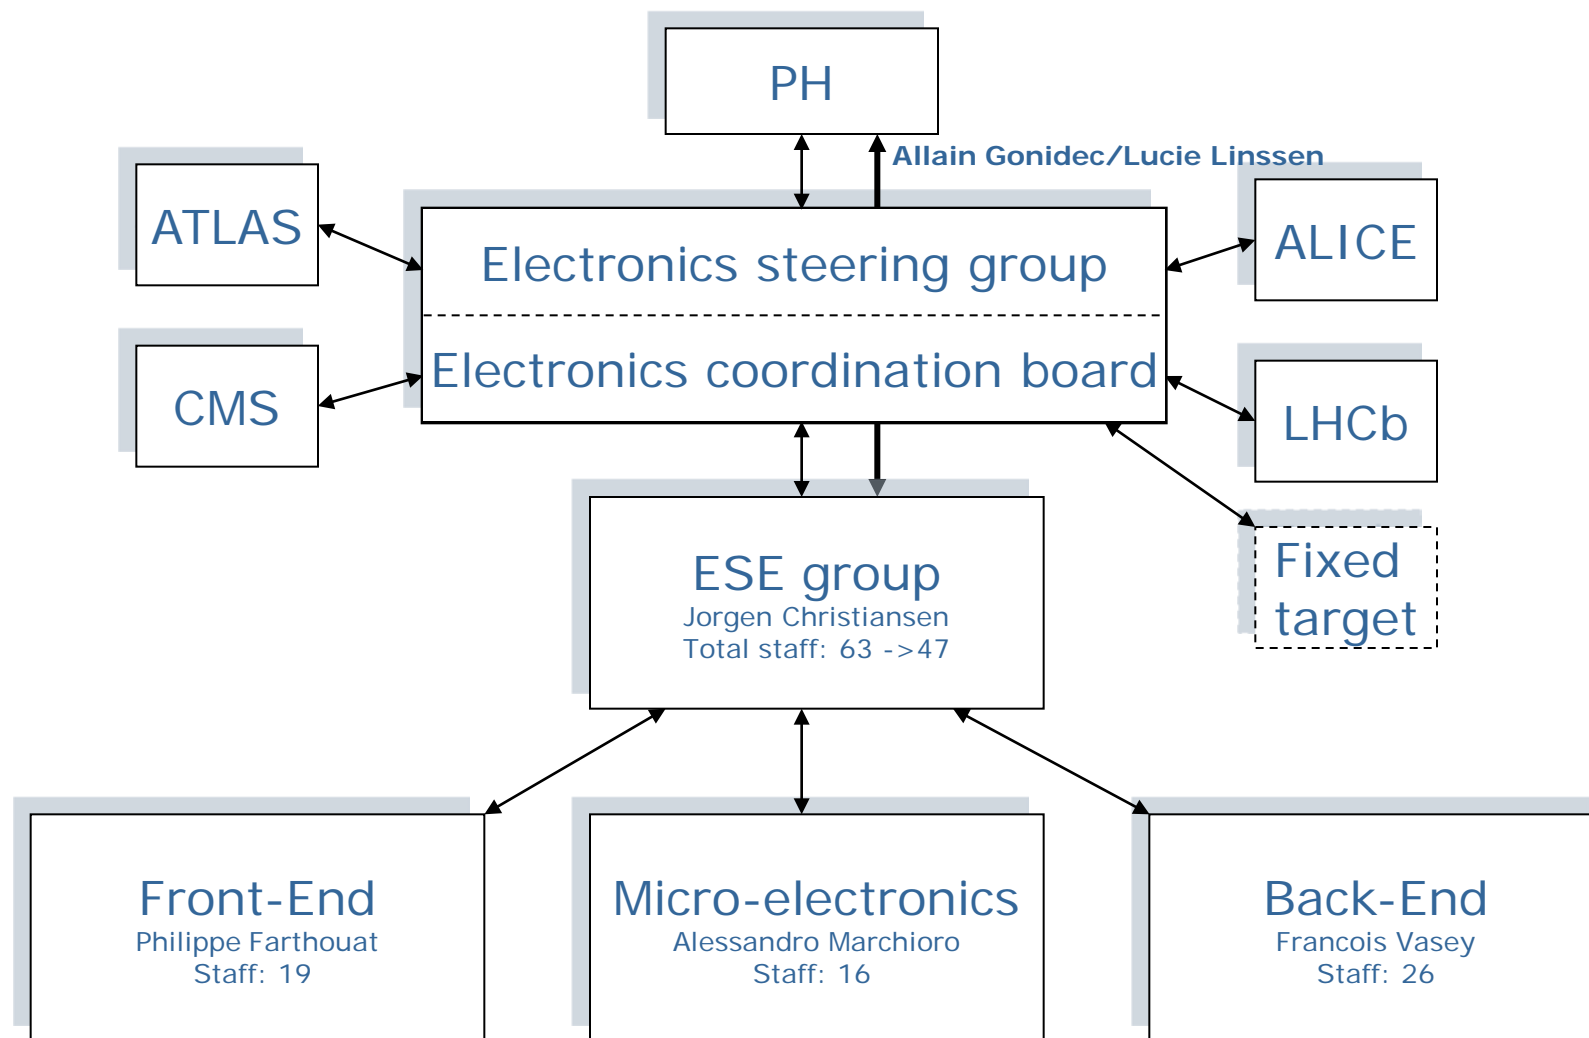 PH
Allain Gonidec/Lucie Linssen
ATLAS
ALICE
Electronics steering group
Electronics coordination board
CMS
LHCb
Fixed
target
ESE group
Jorgen Christiansen
Total staff: 63 ->47
Front-End
Philippe Farthouat
Staff: 19
Micro-electronics
Alessandro Marchioro
Staff: 16
Back-End
Francois Vasey
Staff: 26